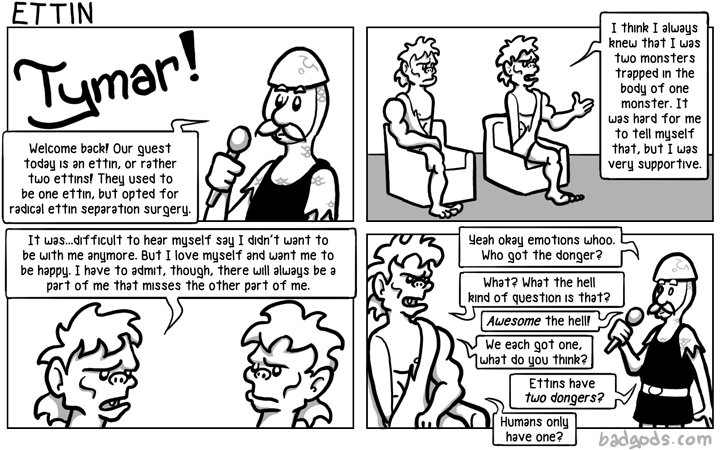 ETTIN
Tymar!
Welcome back! Our guest
today is an ettin, or rather
two ettins! They used to
be one ettin, but opted for
radical ettin separation surgery.
I think I always
knew that I was
two monsters
trapped in the
body of one
monster. It
was hard for me
to tell myself
that, but I was
very supportive.
It was...difficult to hear myself say I didn't want to
be with me anymore. But I love myself and want me to
be happy. I have to admit, though, there will always be a
part of me that misses the other part of me.
Yeah okay emotions whoo.
Who got the donger?
What? What the hell
kind of question is that?
Awesome the hell!
We each got one,
what do you think?
Ettins have
two dongers?
Humans only
have one?
badgods.com